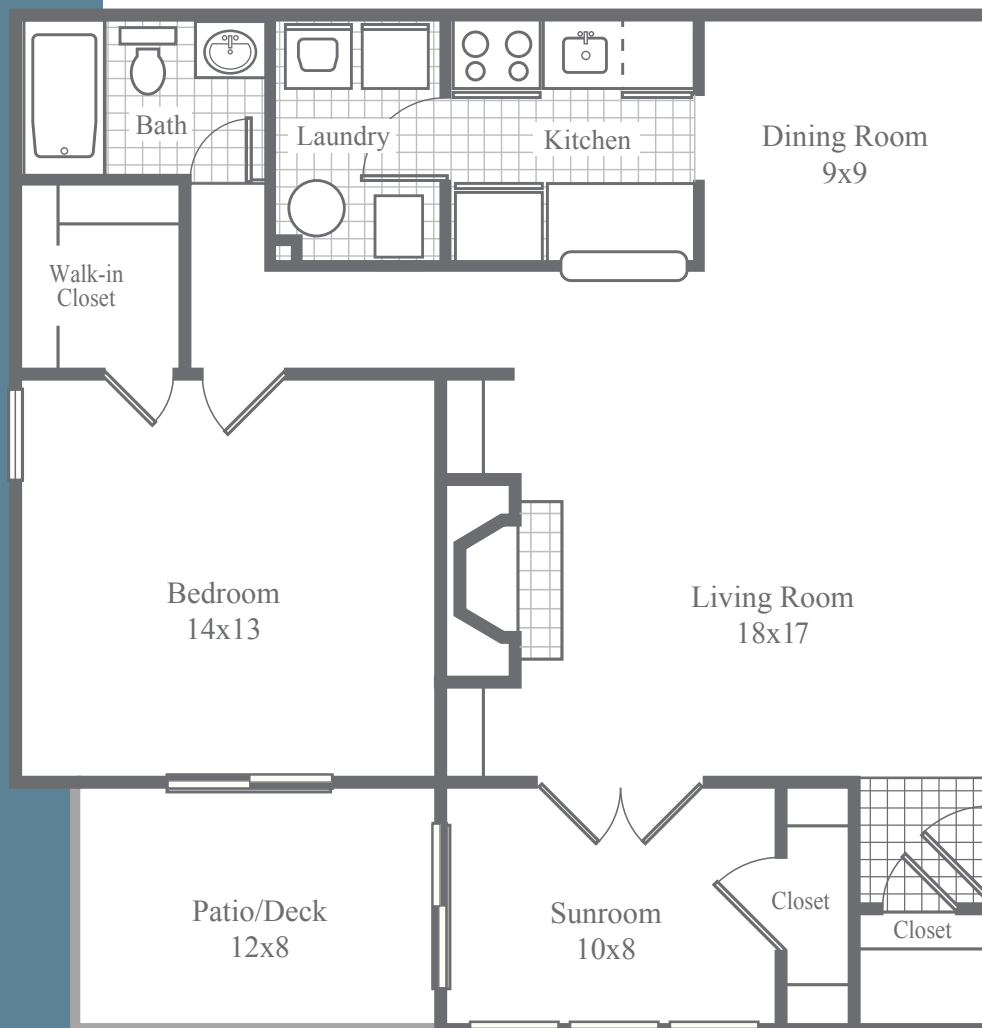 Bath
Laundry
Kitchen
Dining Room
9x9
Walk-in
Closet
Bedroom
14x13
Living Room
18x17
Patio/Deck
12x8
Sunroom
10x8
Closet
Closet